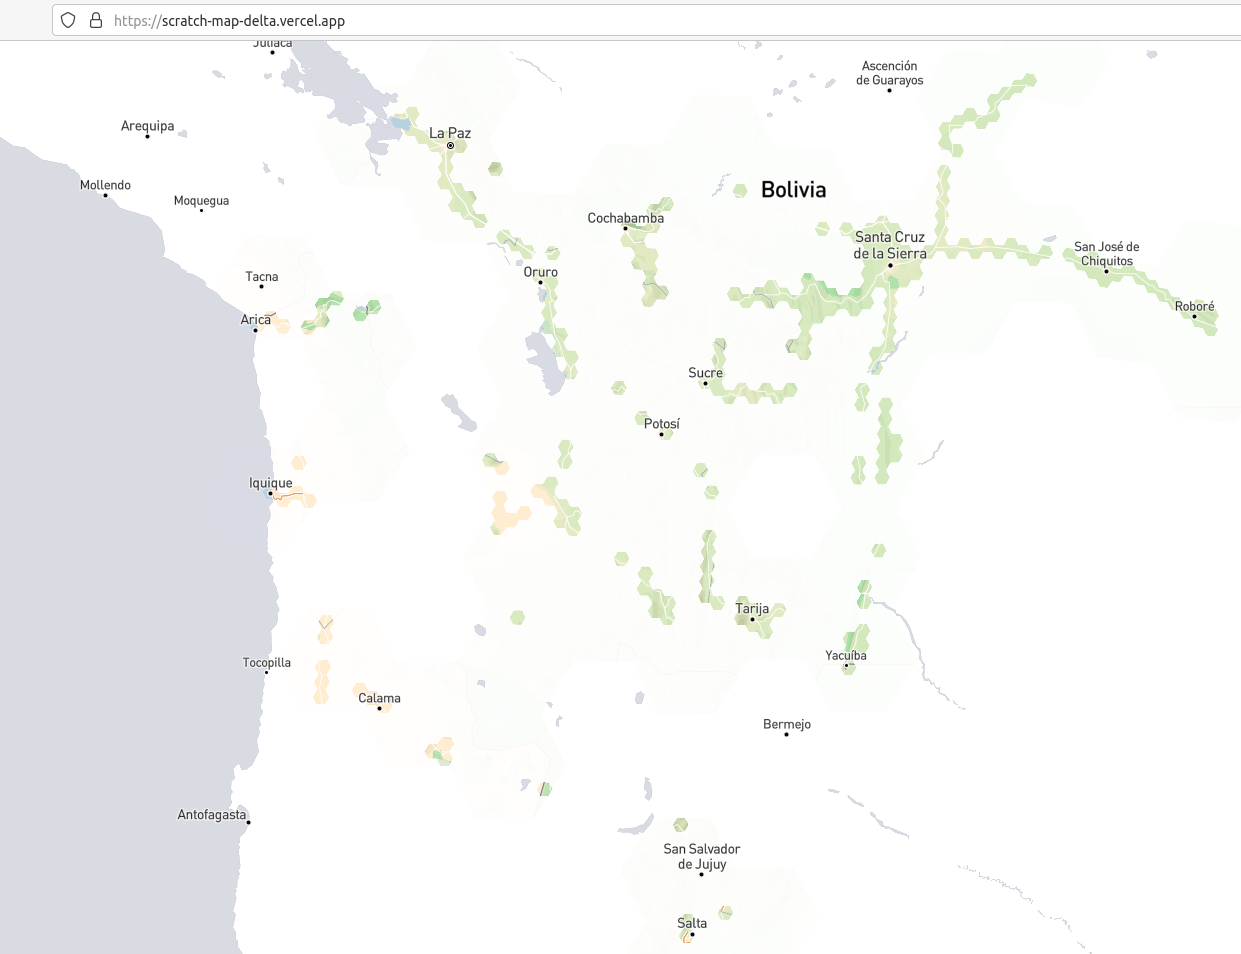 https://scratch-map-delta.vercel.app
Juliaca
Ascención
de Guarayos
Arequipa
La Paz
Mollendo
Bolivia
Moquegua
Cochabamba
Santa Cruz
de la Sierra
San José de
Chiquitos
Tacna
Oruro
Roboré
Arica
Sucre
Potosí
Iquique
Tarija
Yacuíba
Tocopilla
Calama
Bermejo
Antofagasta
San Salvador
de Jujuy
Salta